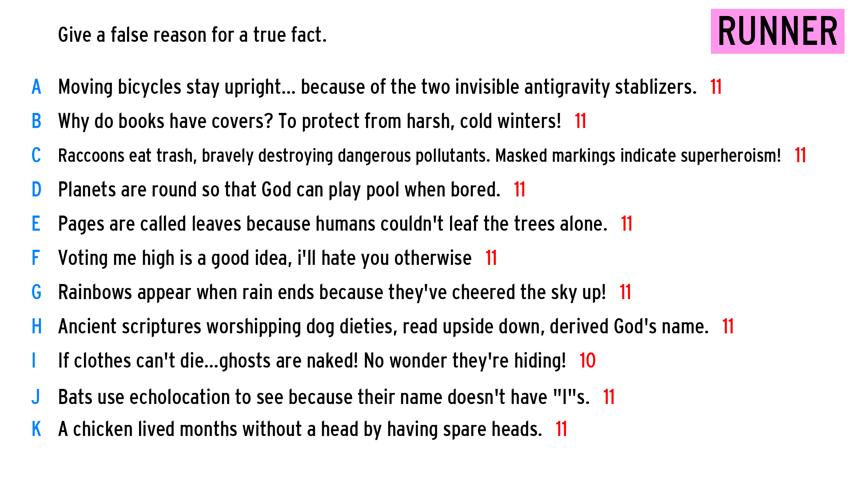 Give a false reason for a true fact.
RUNNER
A Moving bicycles stay upright... because of the two invisible antigravity stablizers. 11
B Why do books have covers? To protect from harsh, cold winters! 11
C Raccoons eat trash, bravely destroying dangerous pollutants. Masked markings indicate superheroism! 11
D Planets are round so that God can play pool when bored. 11
E Pages are called leaves because humans couldn't leaf the trees alone. 11
F Voting me high is a good idea, i'll hate you otherwise 11
G Rainbows appear when rain ends because they've cheered the sky up! 11
H Ancient scriptures worshipping dog dieties, read upside down, derived God's name. 11
I If clothes can't die...ghosts are naked! No wonder they're hiding! 10
J Bats use echolocation to see because their name doesn't have "I"s. 11
K A chicken lived months without a head by having spare heads. 11